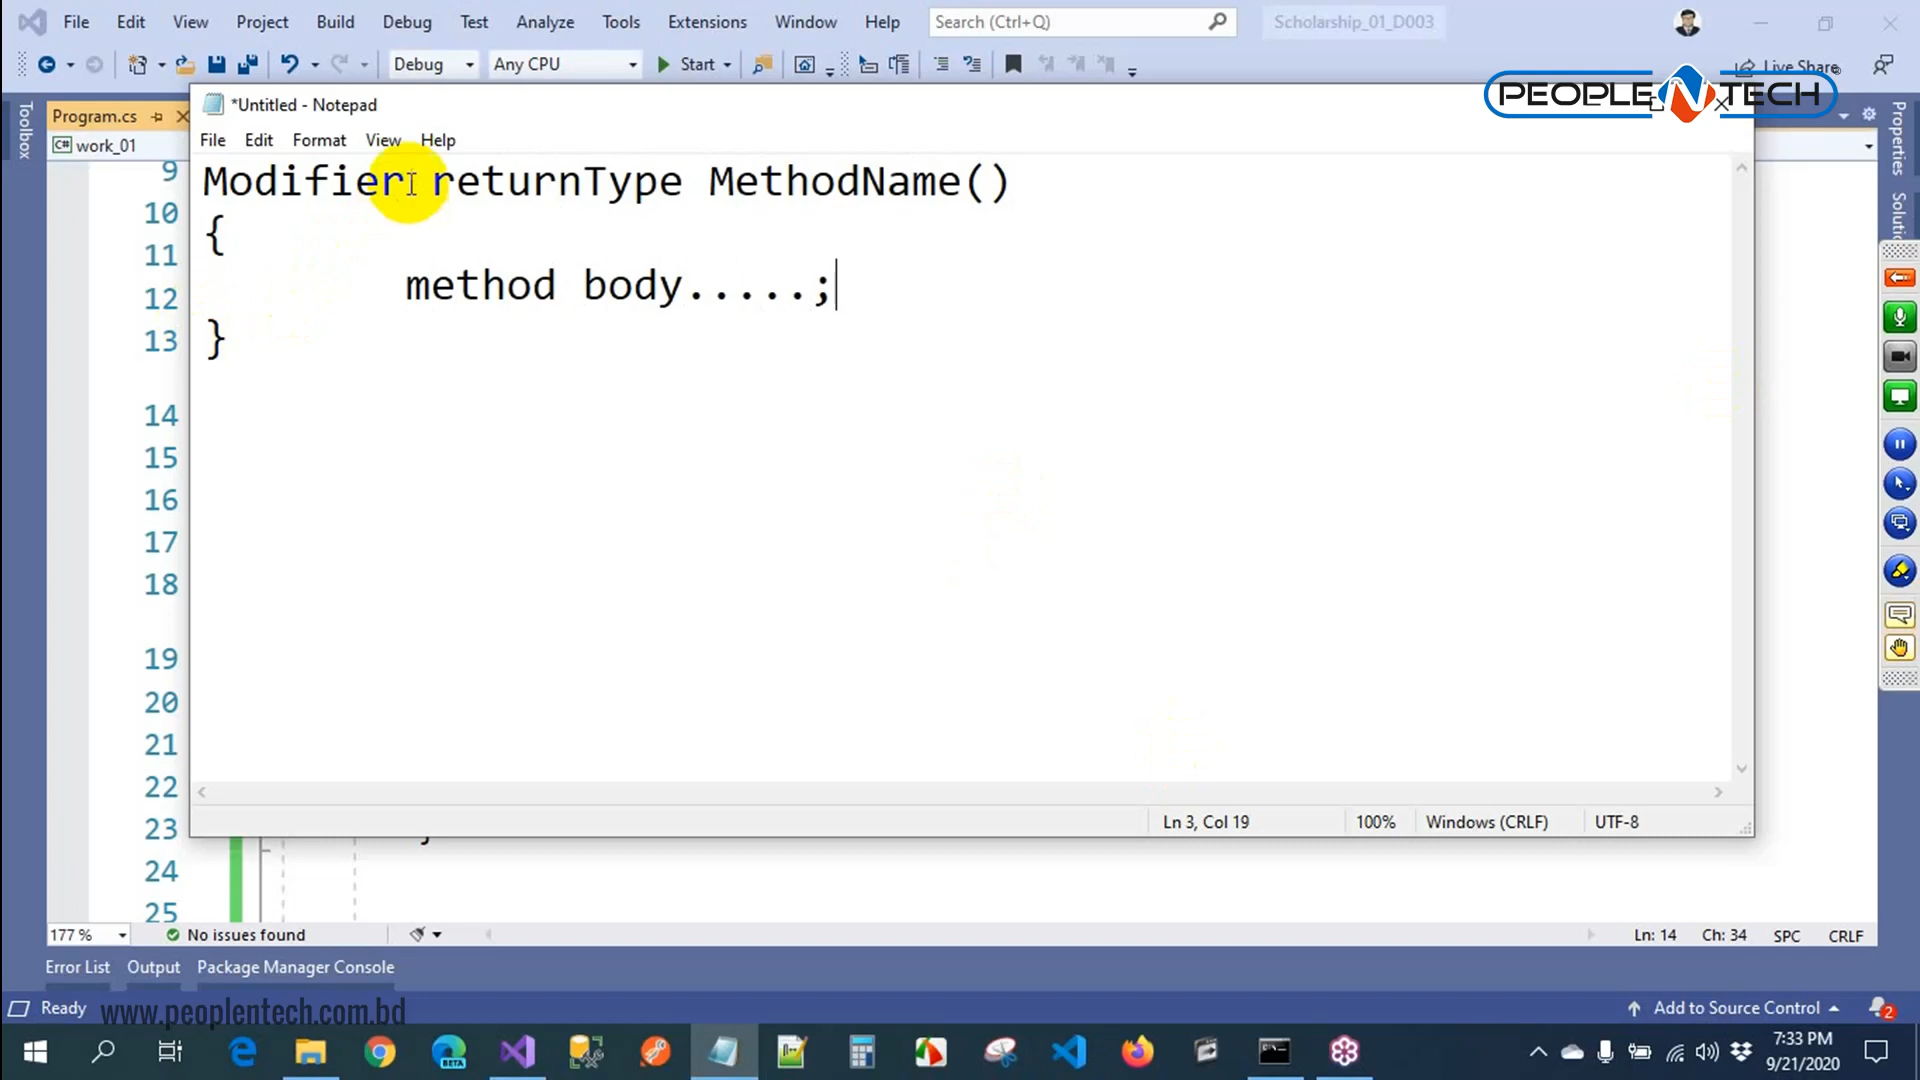 File Edit View Project Build Debug Test Analyze Tools Extensions Window Help Search (Ctrl+Q) Scholarship_01_D003
Debug Any CPU Start Live Share
PEOPLE N TECH
Toolbox
Program.cs
work_01
*Untitled - Notepad
File Edit Format View Help
Modifier returnType MethodName()
{
method body.....;
}
9
10
11
12
13
14
15
16
17
18
19
20
21
22
23
24
25
Properties
Ln 3, Col 19 100% Windows (CRLF) UTF-8
177 % No issues found Ln: 14 Ch: 34 SPC CRLF
Error List Output Package Manager Console
Ready www.peoplentech.com.bd Add to Source Control 2
BETA
7:33 PM
9/21/2020